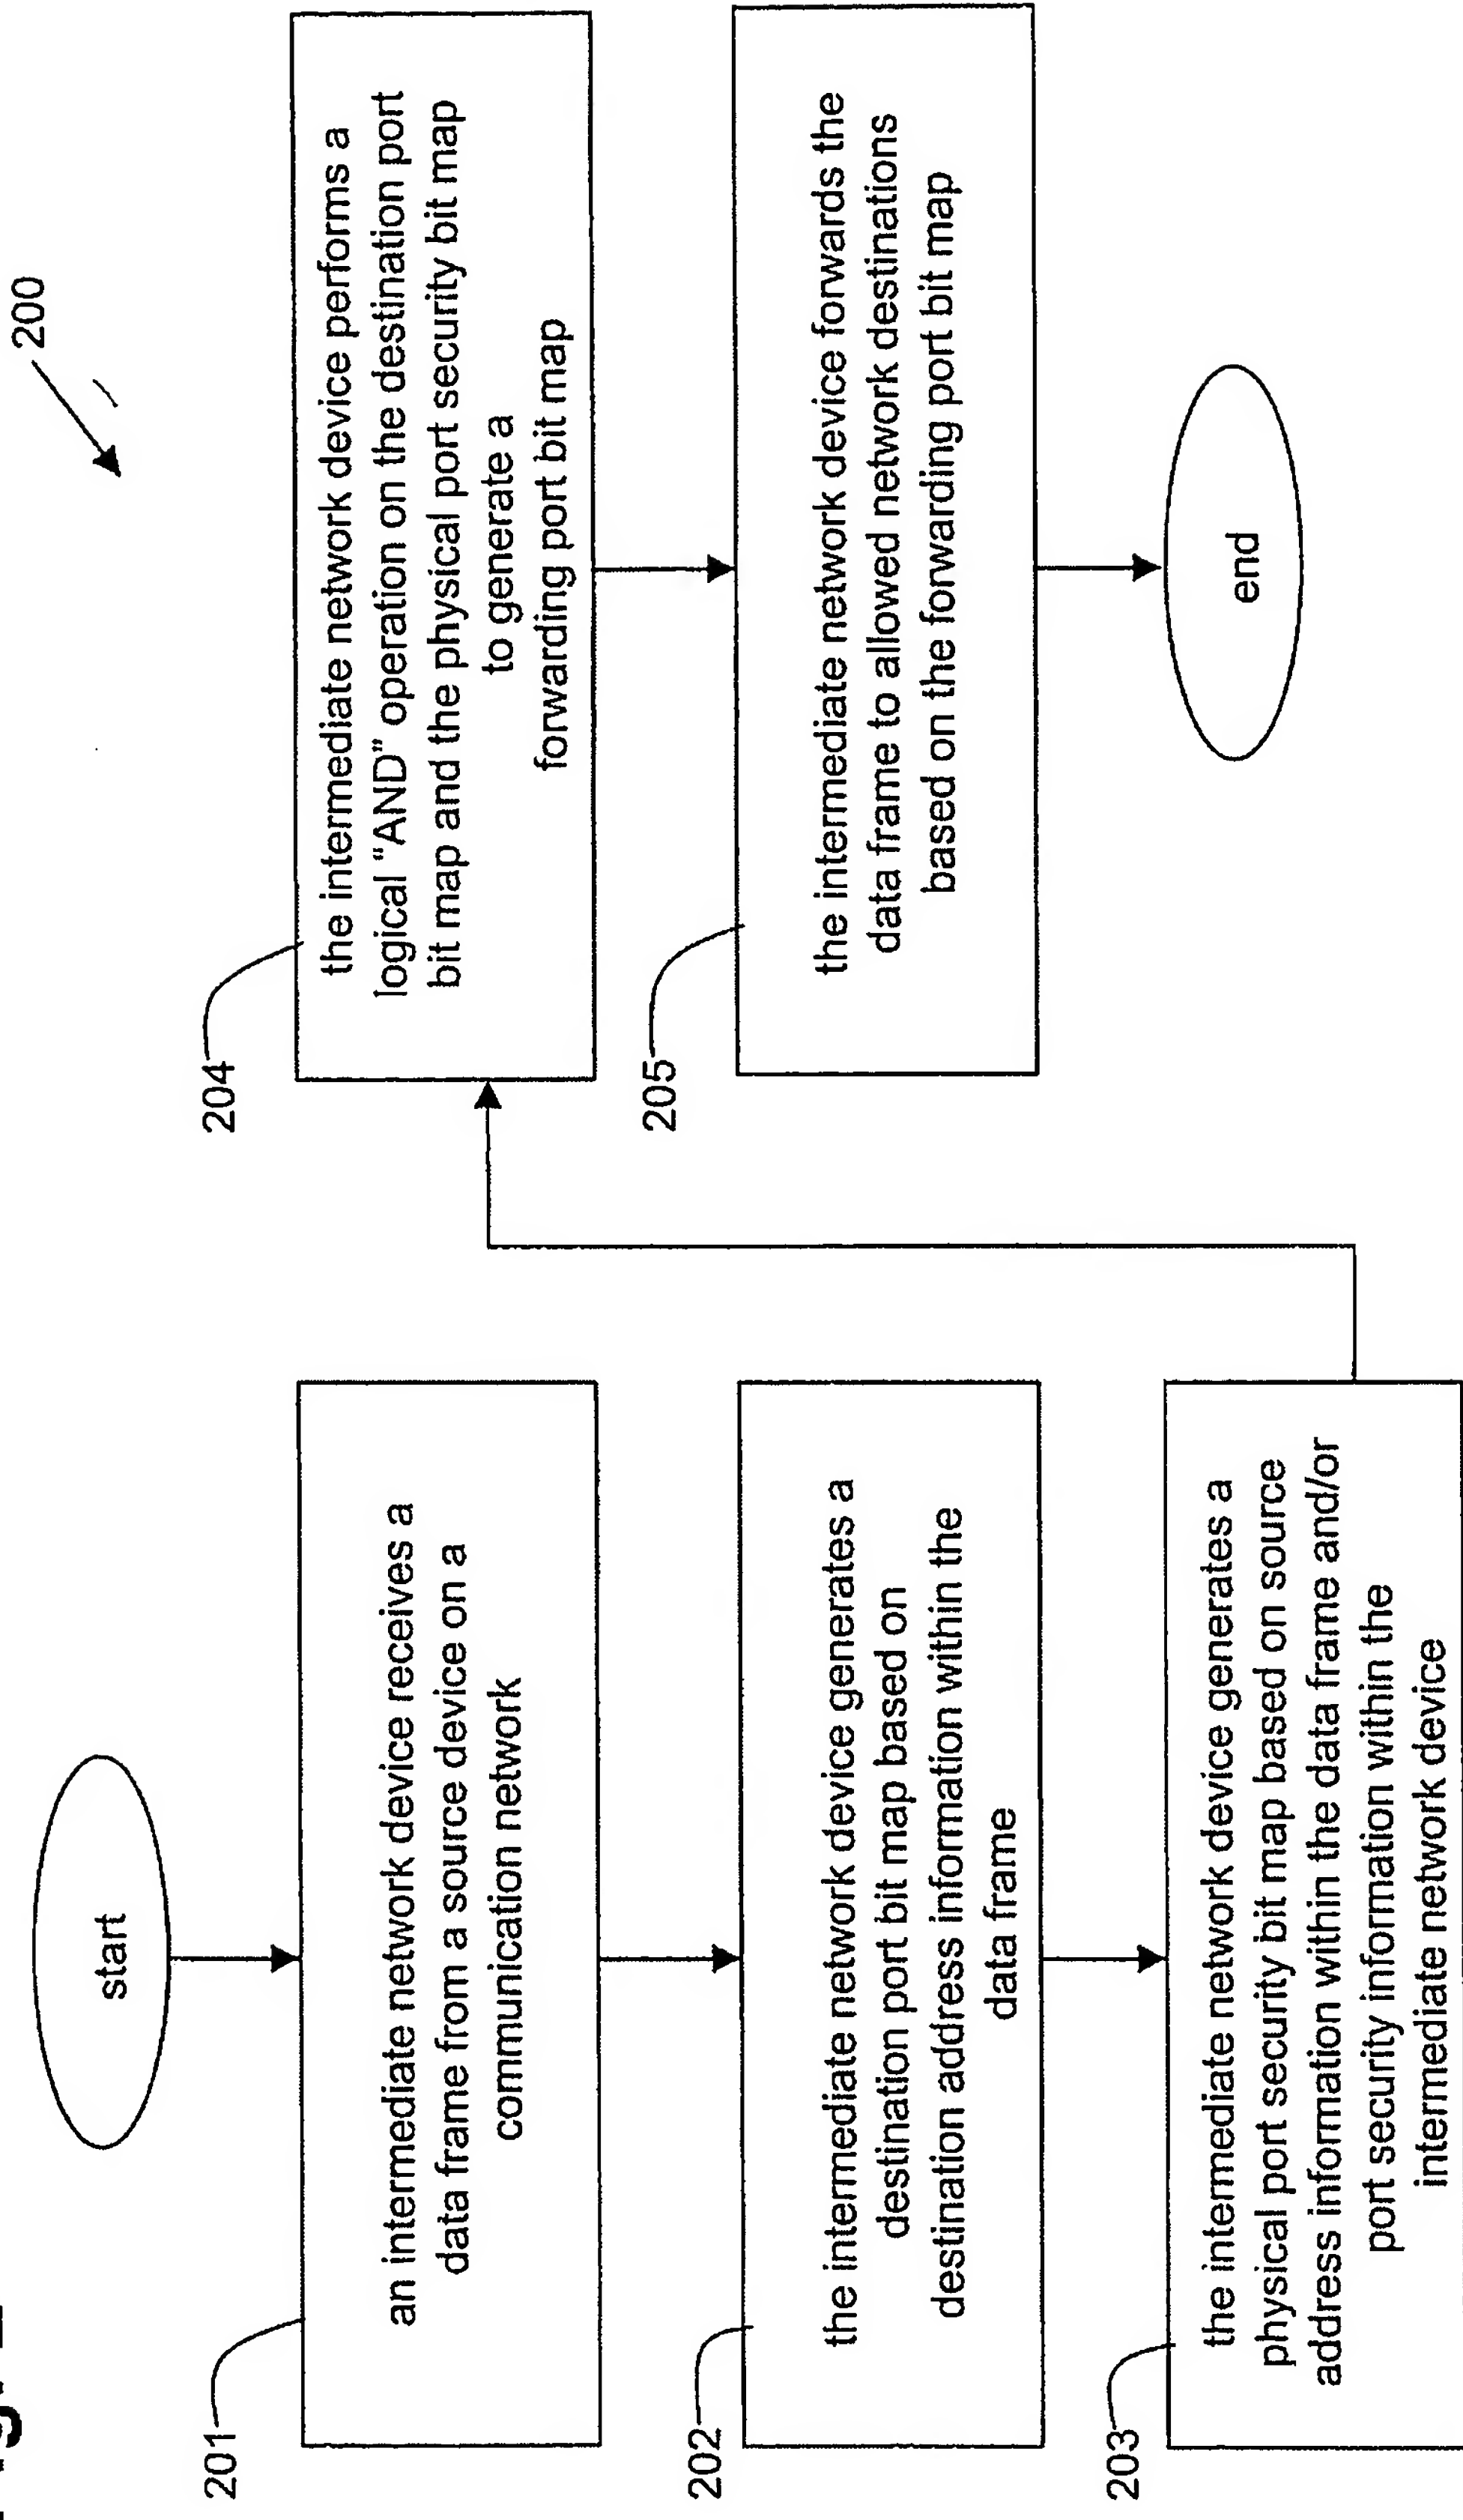 200
start
201
an intermediate network device receives a
data frame from a source device on a
communication network
202
the intermediate network device generates a
destination port bit map based on
destination address information within the
data frame
203
the intermediate network device generates a
physical port security bit map based on source
address information within the data frame and/or
port security information within the
intermediate network device
204
the intermediate network device performs a
logical "AND" operation on the destination port
bit map and the physical port security bit map
to generate a
forwarding port bit map
205
the intermediate network device forwards the
data frame to allowed network destinations
based on the forwarding port bit map
end